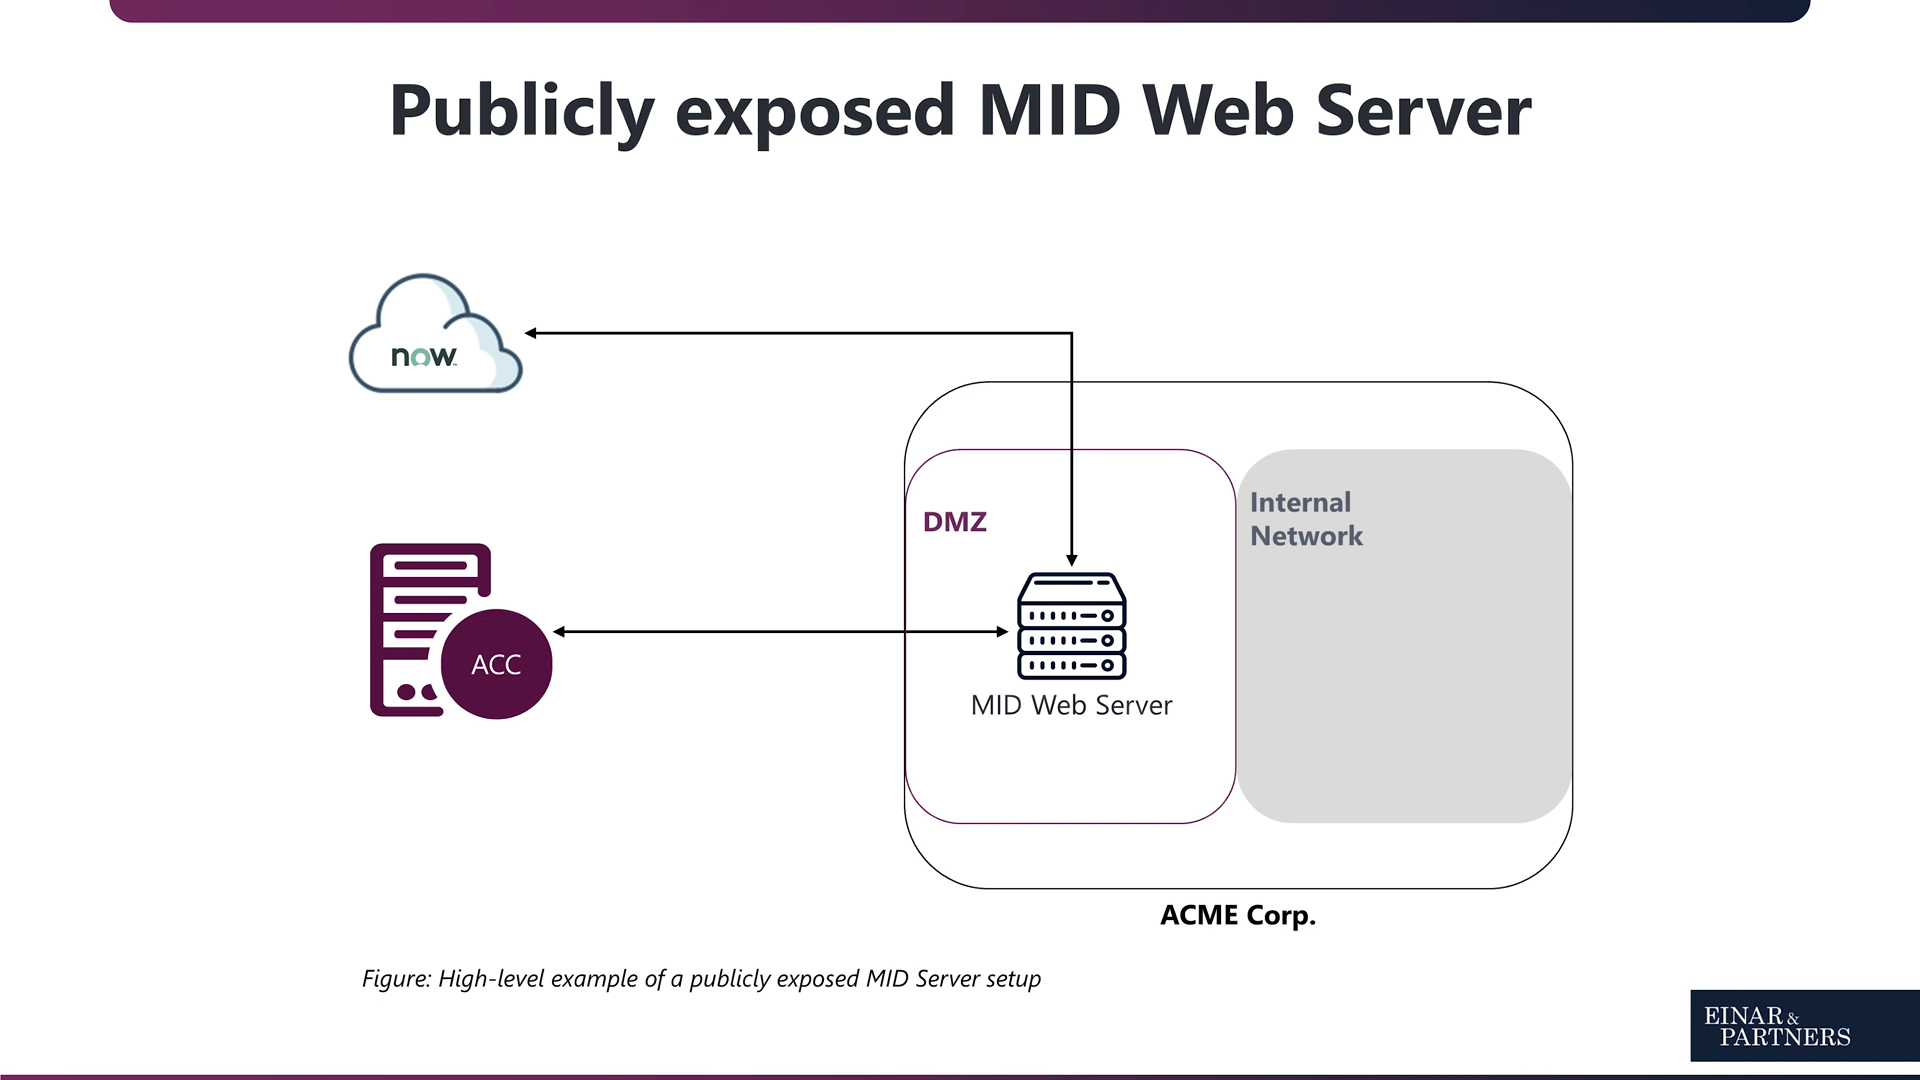 Publicly exposed MID Web Server
now
DMZ
Internal
Network
ACC
MID Web Server
ACME Corp.
Figure: High-level example of a publicly exposed MID Server setup
EINAR &
PARTNERS